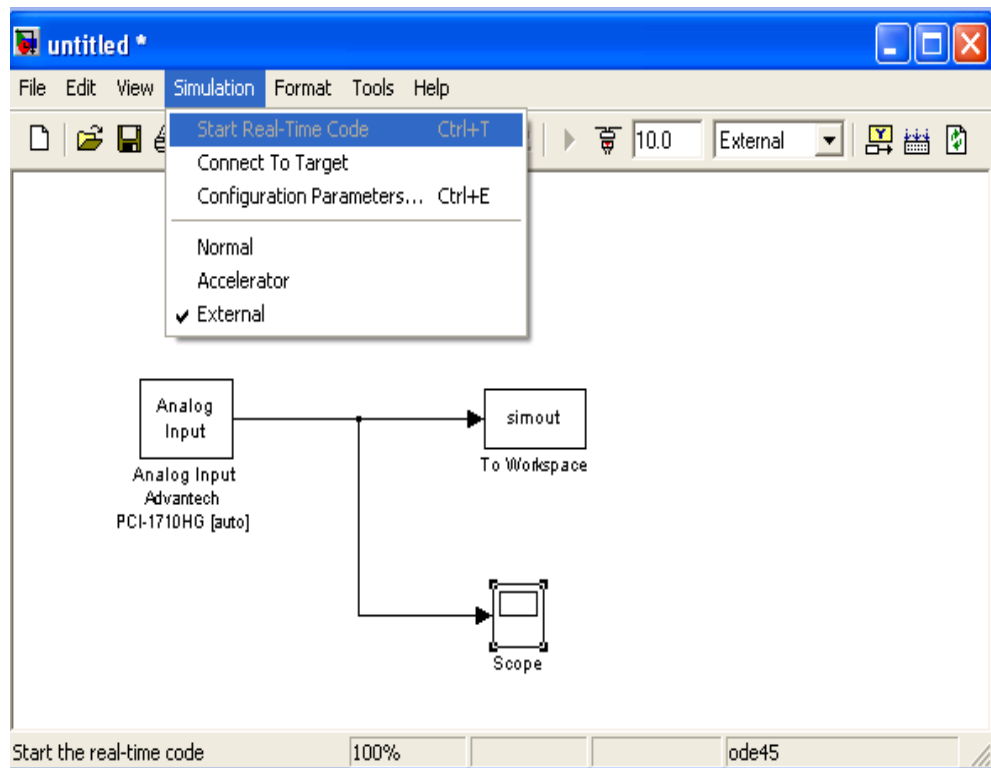 untitled *
File Edit View Simulation Format Tools Help
Start Real-Time Code Ctrl+T
10.0 External
Connect To Target
Configuration Parameters... Ctrl+E
Normal
Accelerator
External
Analog
Input
Analog Input
Advantech
PCI-1710HG [auto]
simout
To Workspace
Scope
Start the real-time code 100% ode45